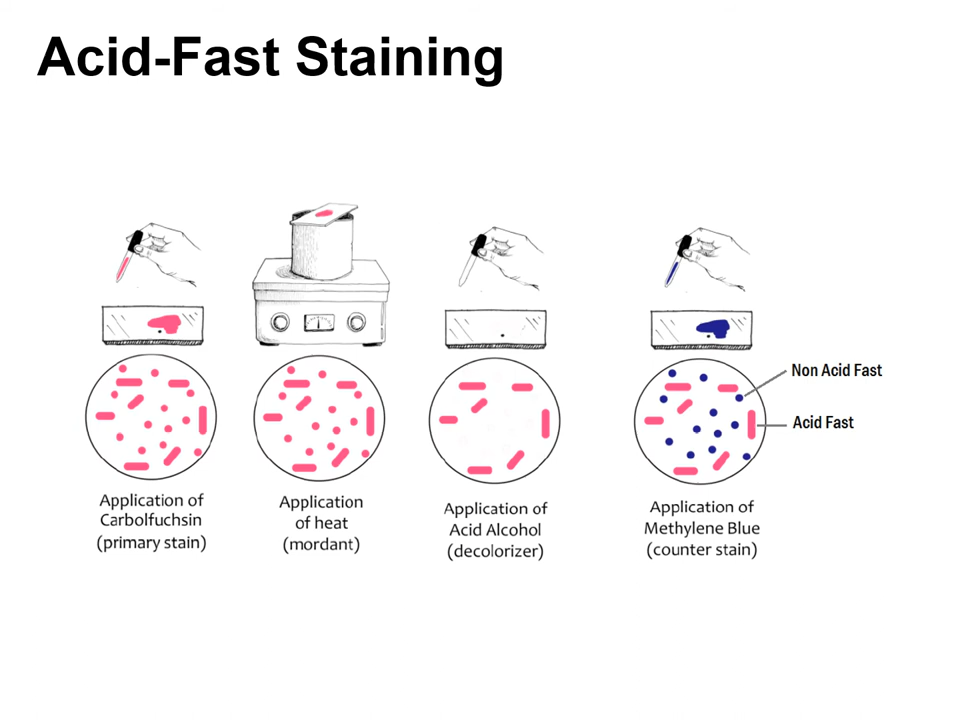 Acid-Fast Staining
Non Acid Fast
Acid Fast
Application of
Carbolfuchsin
(primary stain)
Application
of heat
(mordant)
Application of
Acid Alcohol
(decolorizer)
Application of
Methylene Blue
(counter stain)